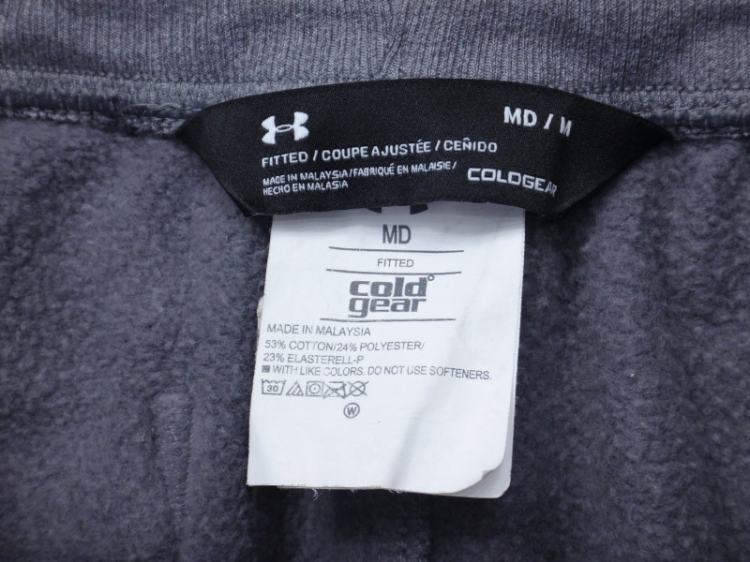 MD / M
FITTED / COUPE AJUSTÉE / CEÑIDO
MADE IN MALAYSIA/FABRIQUÉ EN MALAISIE/
HECHO EN MALASIA
COLDGEAR
MD
FITTED
cold
gear
MADE IN MALAYSIA
53% COTTON/24% POLYESTER/
23% ELASTERELL-P
WITH LIKE COLORS. DO NOT USE SOFTENERS.
30
W